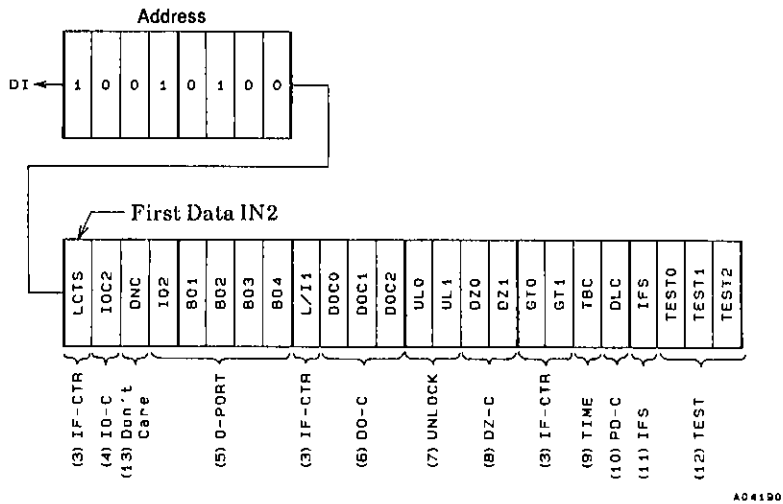 Address
DI 1 0 0 1 0 1 0 0
First Data IN2
LCTS IOC2 DNC IO2 BO1 BO2 BO3 BO4 L/I1 DOC0 DOC1 DOC2 UL0 UL1 DZ0 DZ1 GT0 GT1 TBC DLC IFS TEST0 TEST1 TEST2
(3) IF-CTR
(4) IO-C
(13) Don't
Care
(5) O-PORT
(3) IF-CTR
(6) DO-C
(7) UNLOCK
(8) DZ-C
(3) IF-CTR
(9) TIME
(10) PD-C
(11) IFS
(12) TEST
A04190